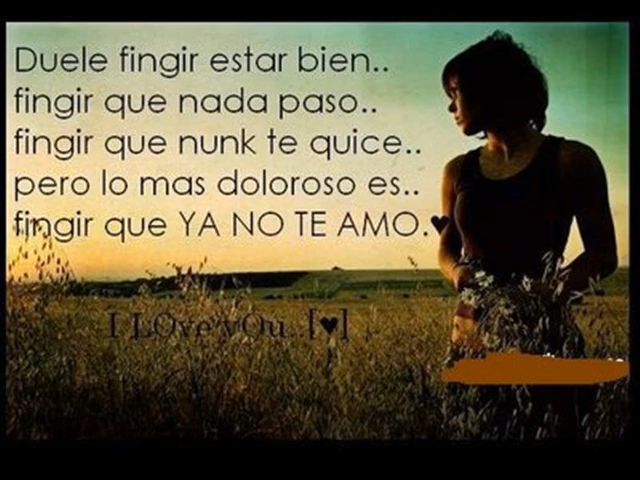 Duele fingir estar bien..
fingir que nada paso..
fingir que nunk te quice..
pero lo mas doloroso es..
fingir que YA NO TE AMO.♥
I LOve yOu..[♥]